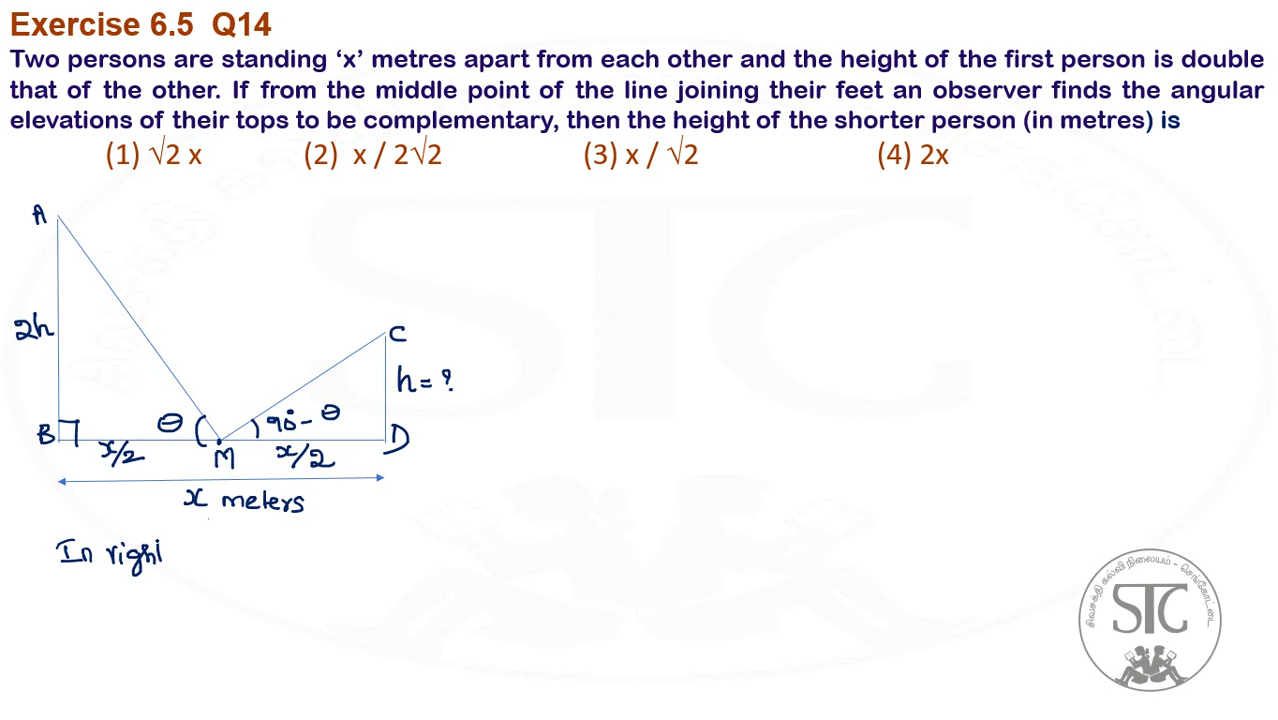 Exercise 6.5 Q14
Two persons are standing ‘x’ metres apart from each other and the height of the first person is double
that of the other. If from the middle point of the line joining their feet an observer finds the angular
elevations of their tops to be complementary, then the height of the shorter person (in metres) is
(1) √2 x (2) x / 2√2 (3) x / √2 (4) 2x
A
C
2h
h = ?
θ 90° - θ
B x/2 M x/2 D
x meters
In right
சிவசக்தி கல்வி நிலையம் - செங்கோட்டை
STC